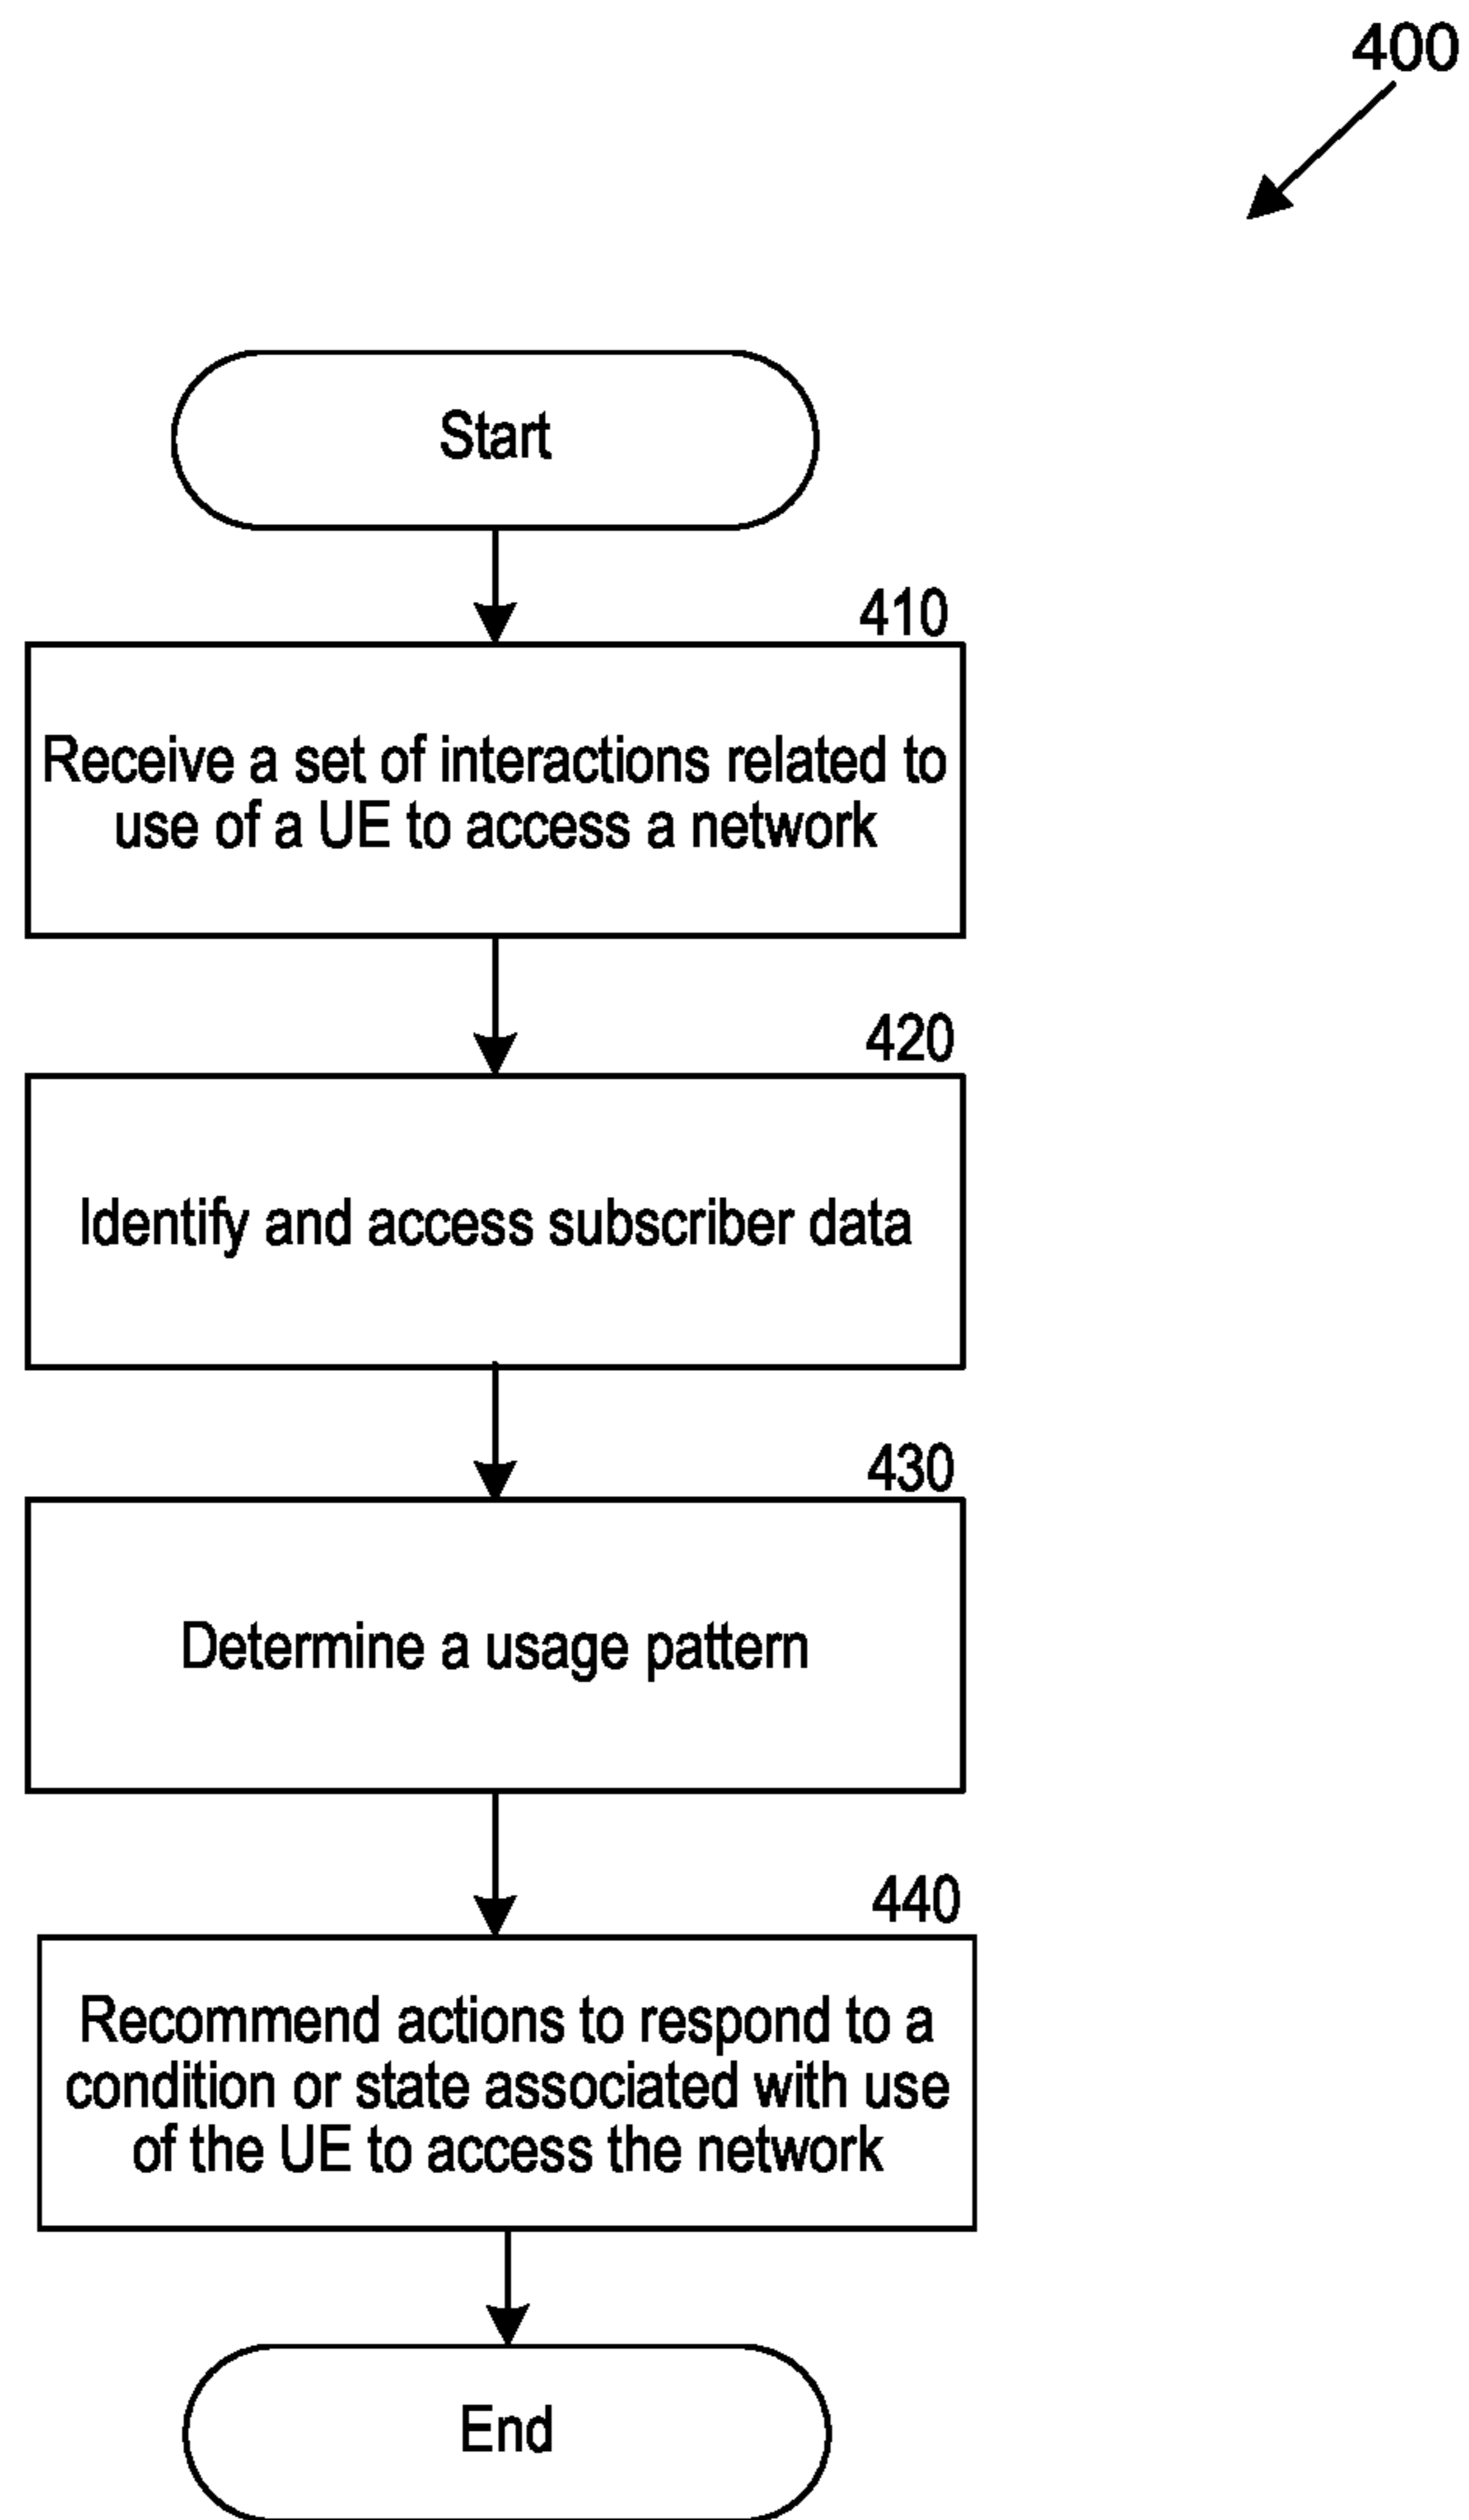 400
Start
410
Receive a set of interactions related to
use of a UE to access a network
420
Identify and access subscriber data
430
Determine a usage pattern
440
Recommend actions to respond to a
condition or state associated with use
of the UE to access the network
End